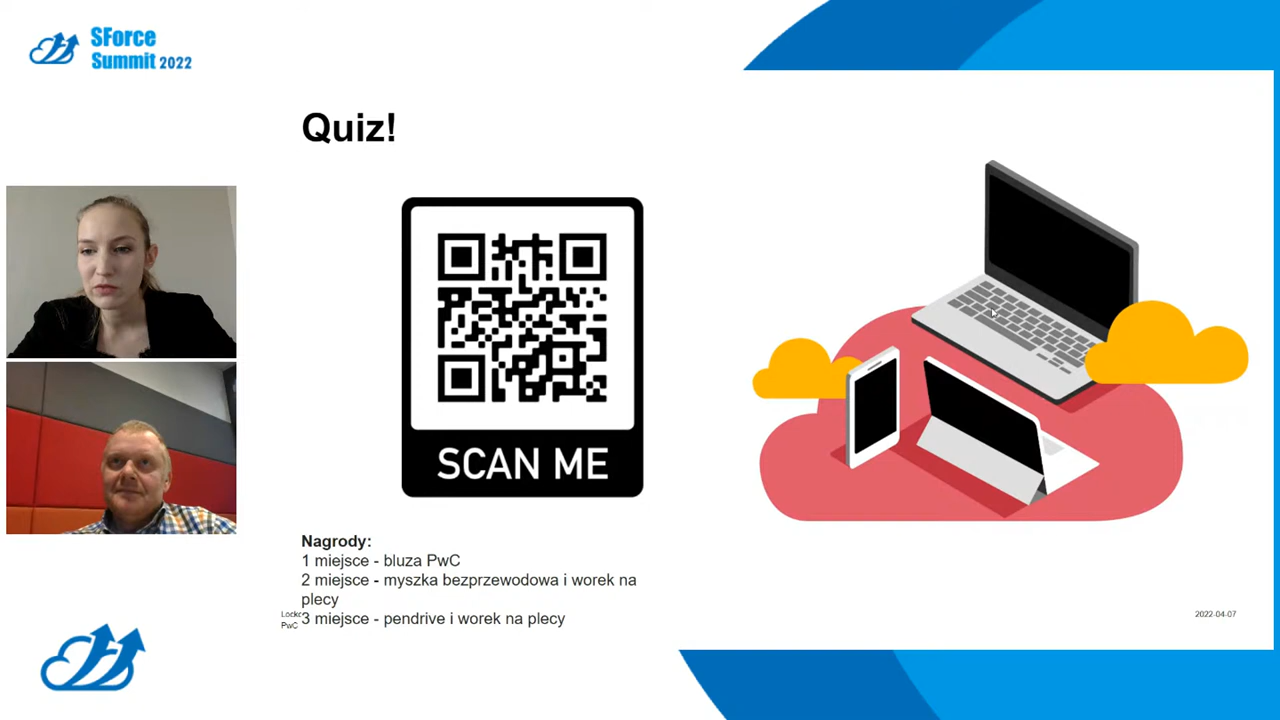 SForce
Summit 2022
Quiz!
SCAN ME
Nagrody:
1 miejsce - bluza PwC
2 miejsce - myszka bezprzewodowa i worek na
plecy
3 miejsce - pendrive i worek na plecy
PwC
2022-04-07